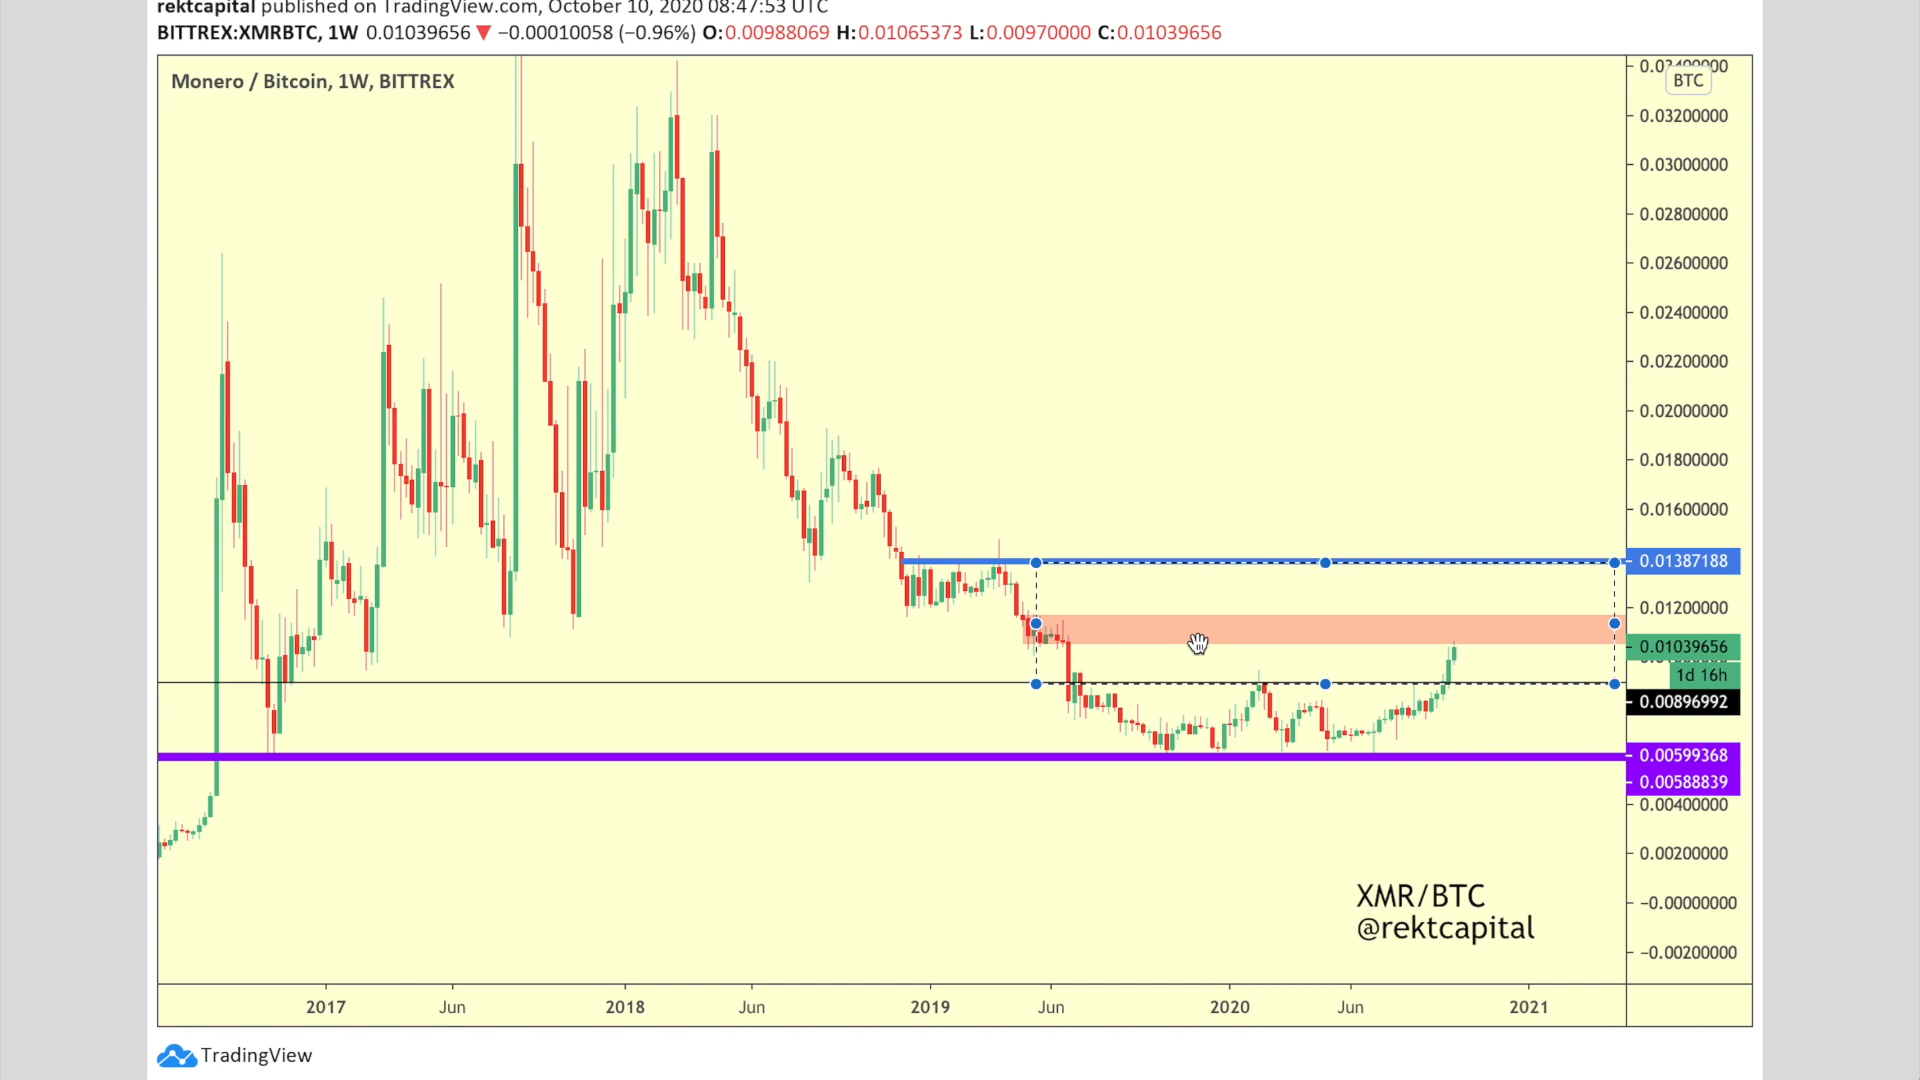 rektcapital published on TradingView.com, October 10, 2020 08:47:53 UTC
BITTREX:XMRBTC, 1W 0.01039656 ▼ −0.00010058 (−0.96%) O:0.00988069 H:0.01065373 L:0.00970000 C:0.01039656
Monero / Bitcoin, 1W, BITTREX
0.03400000
BTC
0.03200000
0.03000000
0.02800000
0.02600000
0.02400000
0.02200000
0.02000000
0.01800000
0.01600000
0.01387188
0.01200000
0.01039656
1d 16h
0.00896992
0.00599368
0.00588839
0.00400000
0.00200000
−0.00000000
−0.00200000
XMR/BTC
@rektcapital
2017 Jun 2018 Jun 2019 Jun 2020 Jun 2021
TradingView